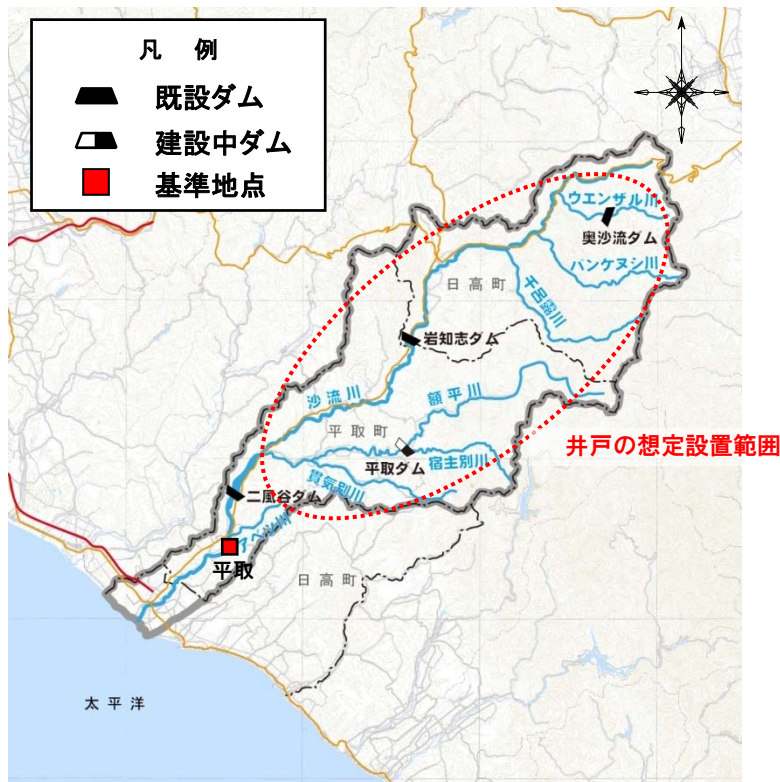 凡 例
既設ダム
建設中ダム
基準地点
ウエンザル川
奥沙流ダム
パンケヌシ川
日高町
千呂露川
岩知志ダム
沙流川
額平川
平取町
井戸の想定設置範囲
平取ダム
宿主別川
貫気別川
二風谷ダム
アベツ川
平取
日高町
太平洋